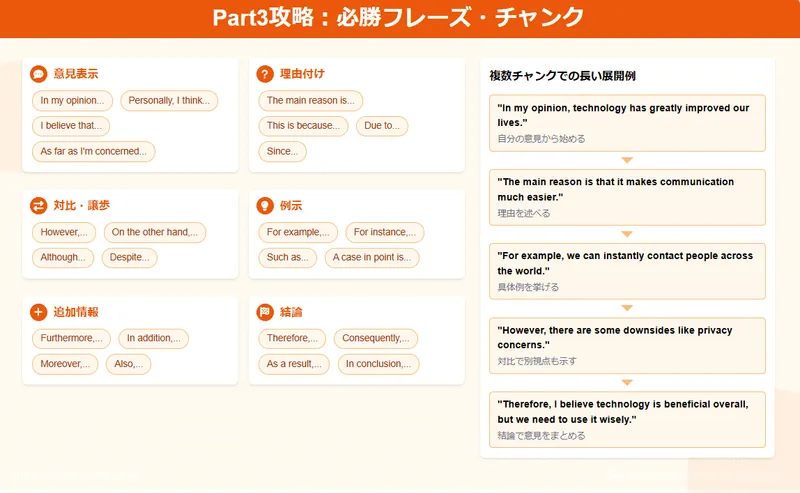 Part3攻略：必勝フレーズ・チャンク
意見表示
In my opinion...
Personally, I think...
I believe that...
As far as I'm concerned...
理由付け
The main reason is...
This is because...
Due to...
Since...
対比・譲歩
However,...
On the other hand,...
Although...
Despite...
例示
For example,...
For instance,...
Such as...
A case in point is...
追加情報
Furthermore,...
In addition,...
Moreover,...
Also,...
結論
Therefore,...
Consequently,...
As a result,...
In conclusion,...
複数チャンクでの長い展開例
"In my opinion, technology has greatly improved our
lives."
自分の意見から始める
"The main reason is that it makes communication
much easier."
理由を述べる
"For example, we can instantly contact people across
the world."
具体例を挙げる
"However, there are some downsides like privacy
concerns."
対比で別視点も示す
"Therefore, I believe technology is beneficial overall,
but we need to use it wisely."
結論で意見をまとめる